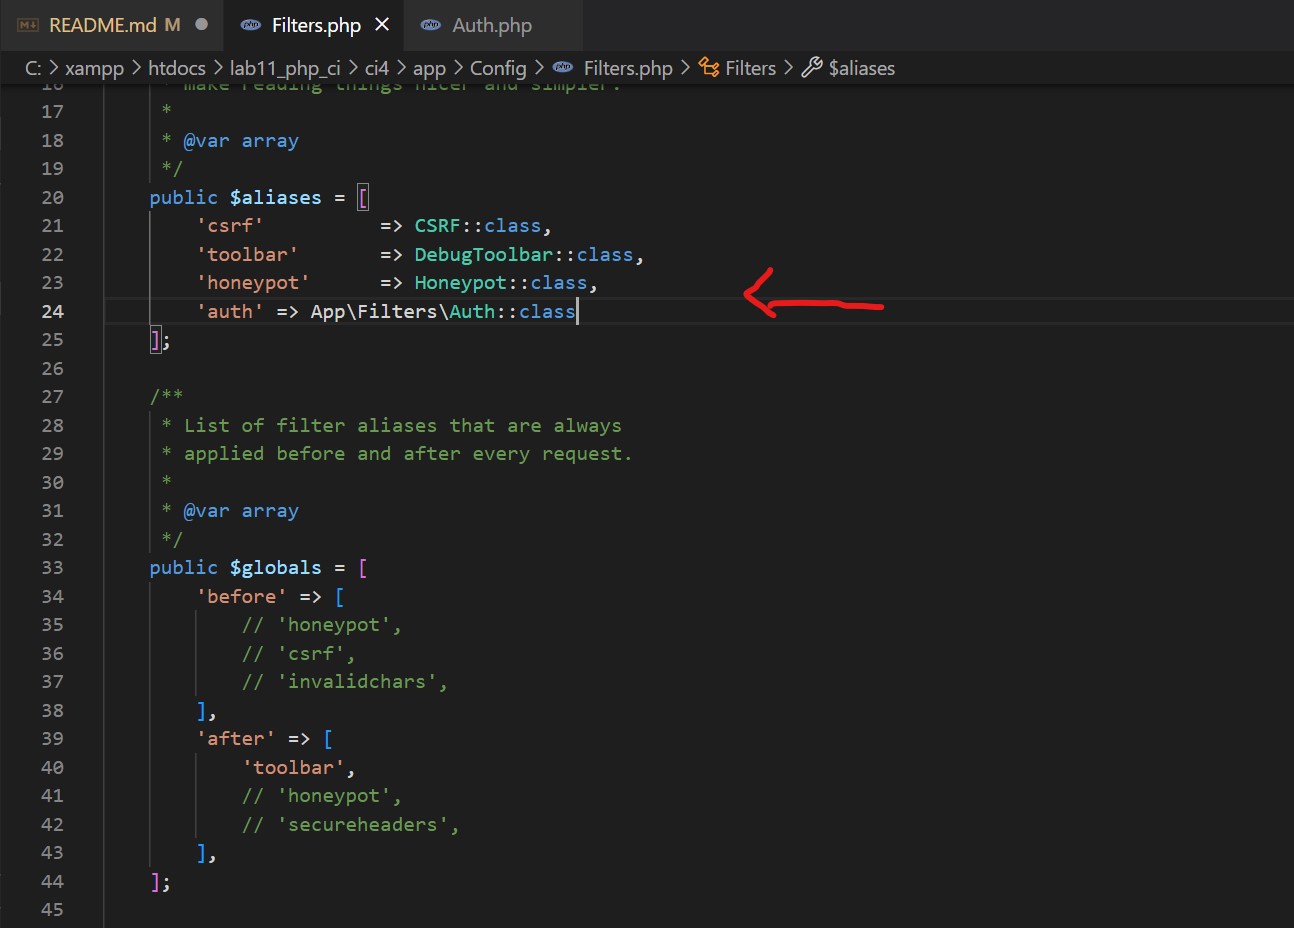 README.md M Filters.php Auth.php
C: > xampp > htdocs > lab11_php_ci > ci4 > app > Config > Filters.php > Filters > $aliases
16 * make reading things nicer and simpler.
17 *
18 * @var array
19 */
20 public $aliases = [
21 'csrf' => CSRF::class,
22 'toolbar' => DebugToolbar::class,
23 'honeypot' => Honeypot::class,
24 'auth' => App\Filters\Auth::class
25 ];
26
27 /**
28 * List of filter aliases that are always
29 * applied before and after every request.
30 *
31 * @var array
32 */
33 public $globals = [
34 'before' => [
35 // 'honeypot',
36 // 'csrf',
37 // 'invalidchars',
38 ],
39 'after' => [
40 'toolbar',
41 // 'honeypot',
42 // 'secureheaders',
43 ],
44 ];
45